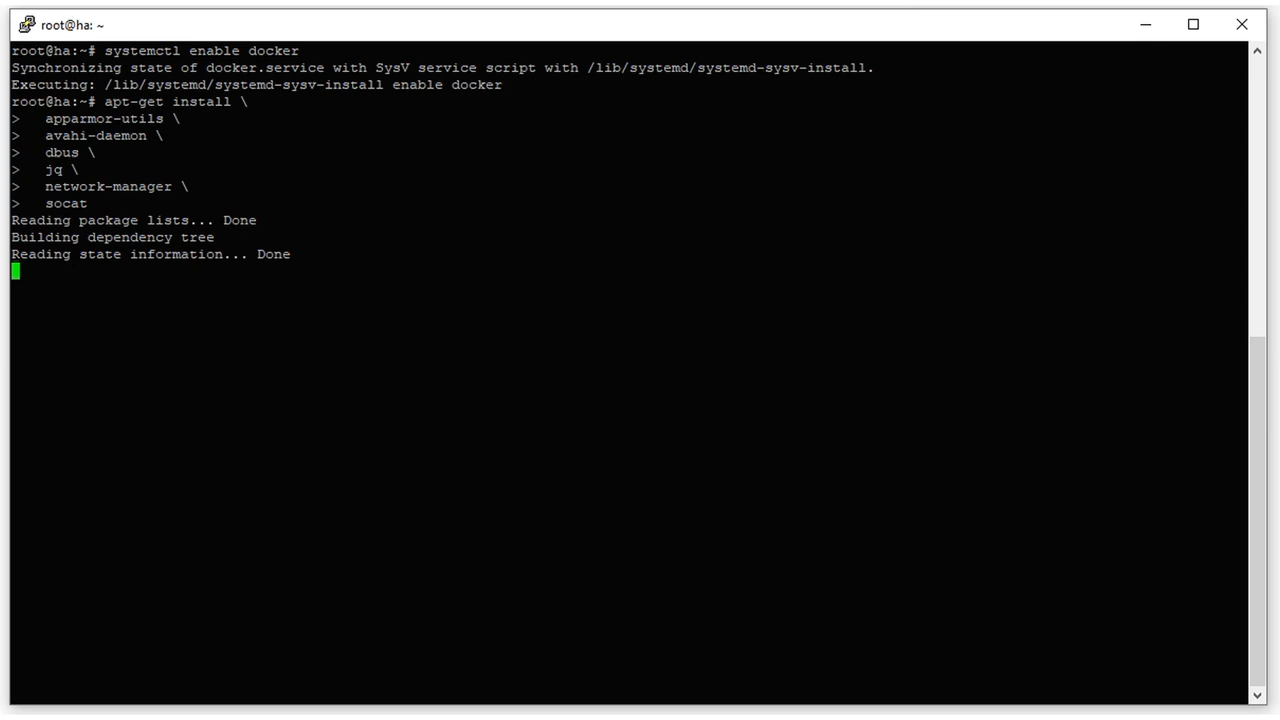 root@ha: ~
root@ha:~# systemctl enable docker
Synchronizing state of docker.service with SysV service script with /lib/systemd/systemd-sysv-install.
Executing: /lib/systemd/systemd-sysv-install enable docker
root@ha:~# apt-get install \
>   apparmor-utils \
>   avahi-daemon \
>   dbus \
>   jq \
>   network-manager \
>   socat
Reading package lists... Done
Building dependency tree
Reading state information... Done